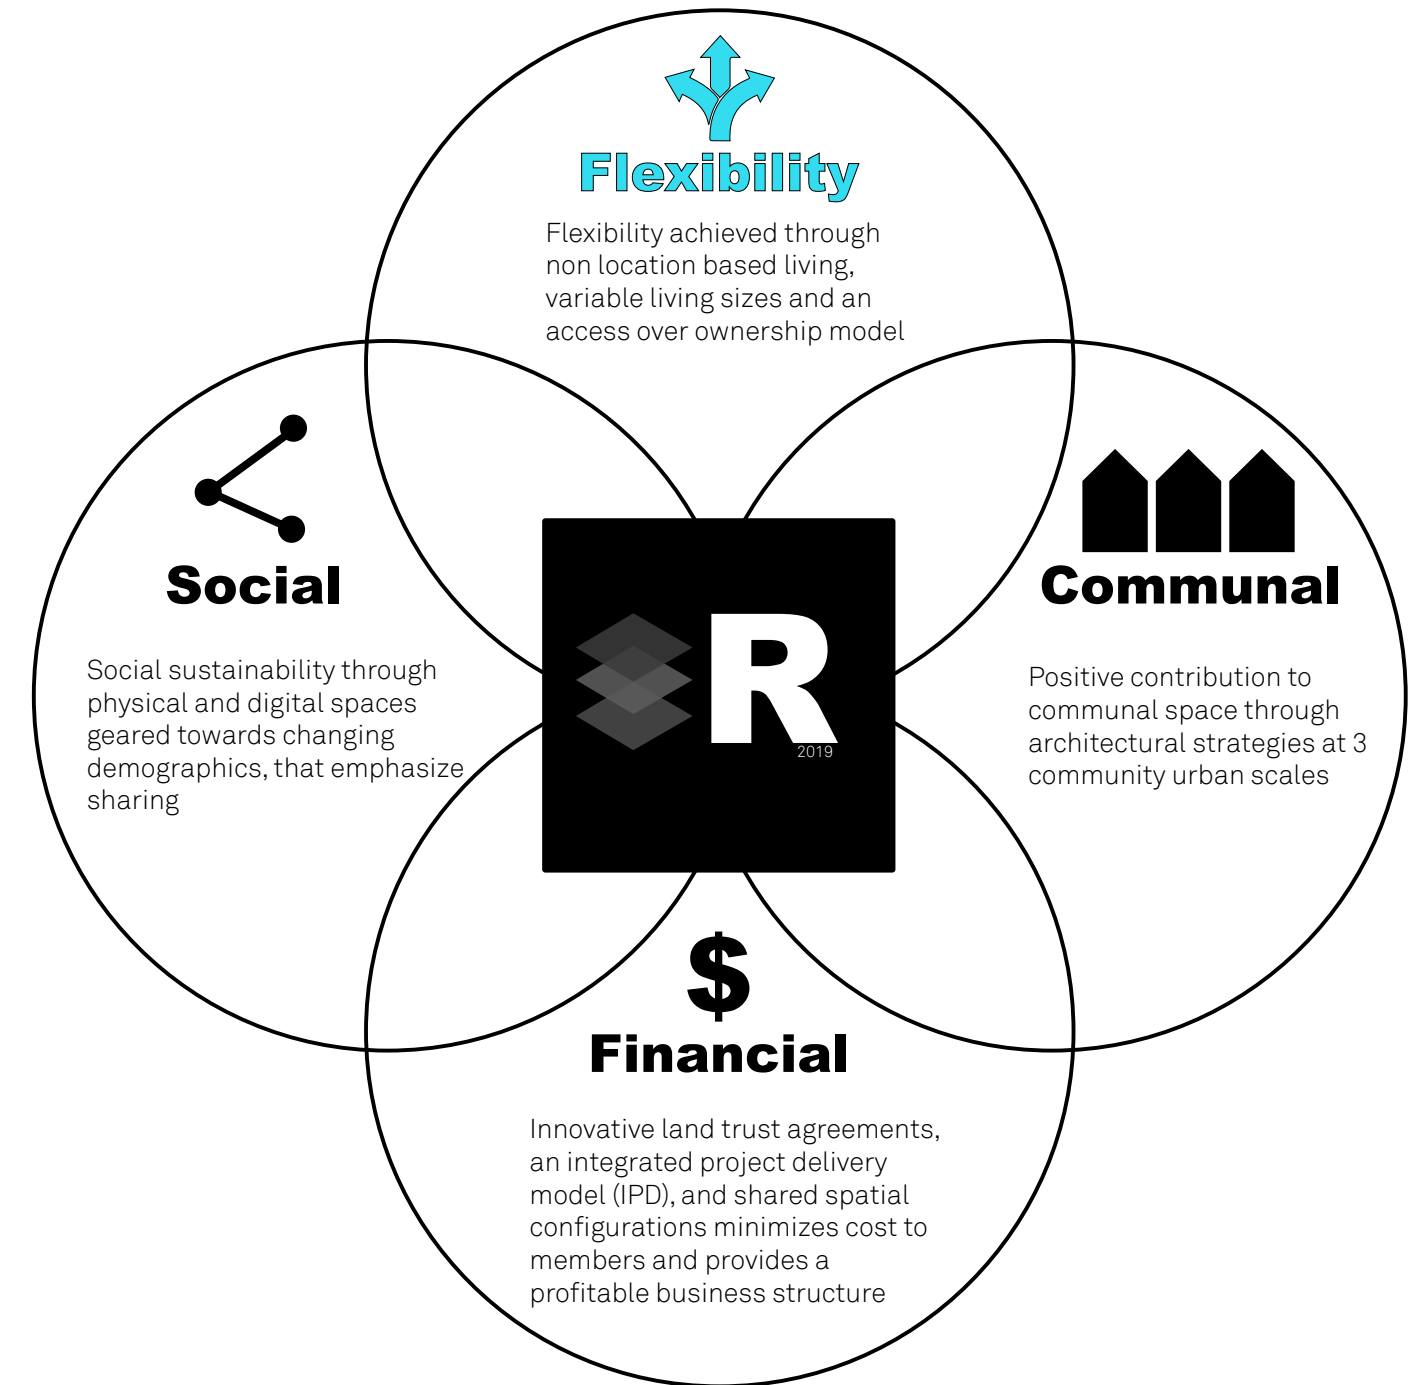 Flexibility
Flexibility achieved through
non location based living,
variable living sizes and an
access over ownership model
Social
Social sustainability through
physical and digital spaces
geared towards changing
demographics, that emphasize
sharing
R
2019
Communal
Positive contribution to
communal space through
architectural strategies at 3
community urban scales
$
Financial
Innovative land trust agreements,
an integrated project delivery
model (IPD), and shared spatial
configurations minimizes cost to
members and provides a
profitable business structure